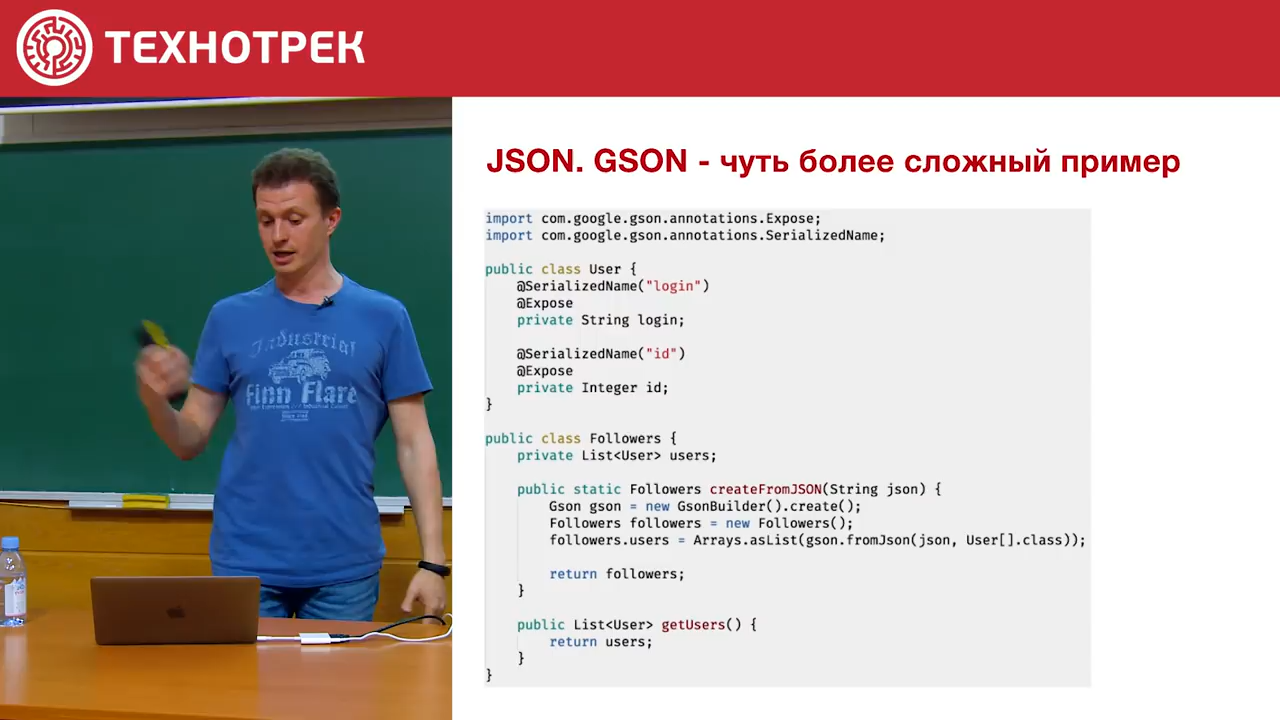 ТЕХНОТРЕК
JSON. GSON - чуть более сложный пример
import com.google.gson.annotations.Expose;
import com.google.gson.annotations.SerializedName;
public class User {
@SerializedName("login")
@Expose
private String login;
@SerializedName("id")
@Expose
private Integer id;
}
public class Followers {
private List<User> users;
public static Followers createFromJSON(String json) {
Gson gson = new GsonBuilder().create();
Followers followers = new Followers();
followers.users = Arrays.asList(gson.fromJson(json, User[].class));
return followers;
}
public List<User> getUsers() {
return users;
}
}
Industrial
Finn Flare